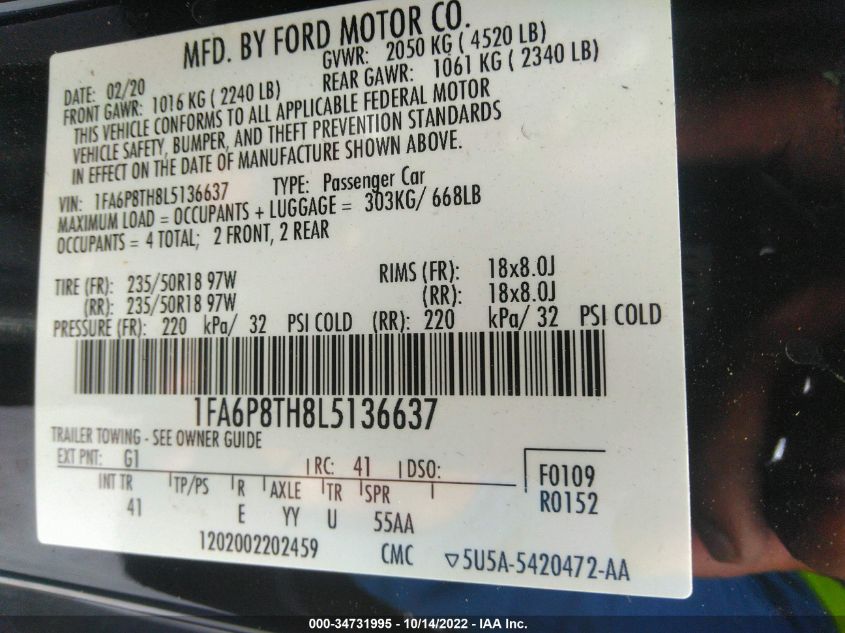 MFD. BY FORD MOTOR CO.
DATE: 02/20 GVWR: 2050 KG ( 4520 LB)
FRONT GAWR: 1016 KG ( 2240 LB) REAR GAWR: 1061 KG ( 2340 LB)
THIS VEHICLE CONFORMS TO ALL APPLICABLE FEDERAL MOTOR
VEHICLE SAFETY, BUMPER, AND THEFT PREVENTION STANDARDS
IN EFFECT ON THE DATE OF MANUFACTURE SHOWN ABOVE.
VIN: 1FA6P8TH8L5136637 TYPE: Passenger Car
MAXIMUM LOAD = OCCUPANTS + LUGGAGE = 303KG/ 668LB
OCCUPANTS = 4 TOTAL; 2 FRONT, 2 REAR
TIRE (FR): 235/50R18 97W RIMS (FR): 18x8.0J
(RR): 235/50R18 97W (RR): 18x8.0J
PRESSURE (FR): 220 kPa/ 32 PSI COLD (RR): 220 kPa/ 32 PSI COLD
1FA6P8TH8L5136637
TRAILER TOWING - SEE OWNER GUIDE
EXT PNT: G1 RC: 41 DSO: F0109
INT TR TP/PS R AXLE TR SPR R0152
41 E YY U 55AA
1202002202459 CMC ▽5U5A-5420472-AA
000-34731995 / 10/14/2022 - IAA Inc.